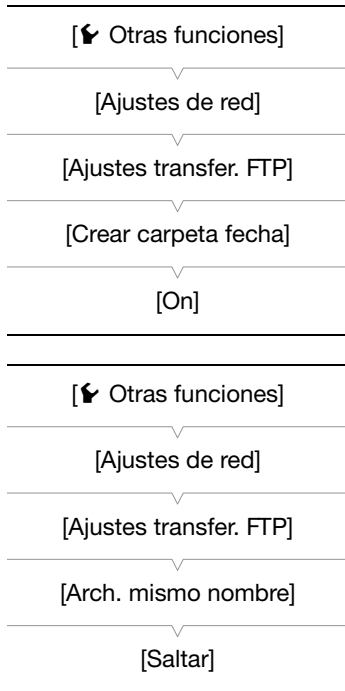 [Otras funciones]
[Ajustes de red]
[Ajustes transfer. FTP]
[Crear carpeta fecha]
[On]
[Otras funciones]
[Ajustes de red]
[Ajustes transfer. FTP]
[Arch. mismo nombre]
[Saltar]